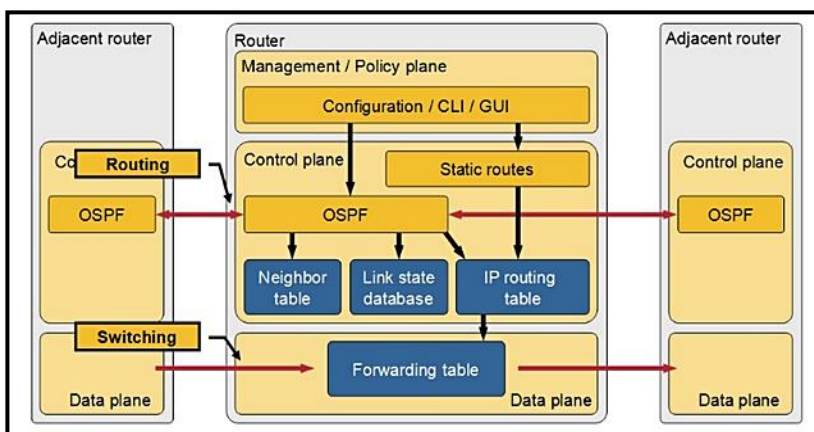 Adjacent router
Router
Adjacent router
Management / Policy plane
Configuration / CLI / GUI
Co
Routing
Control plane
Static routes
Control plane
OSPF
OSPF
OSPF
Neighbor
table
Link state
database
IP routing
table
Switching
Forwarding table
Data plane
Data plane
Data plane